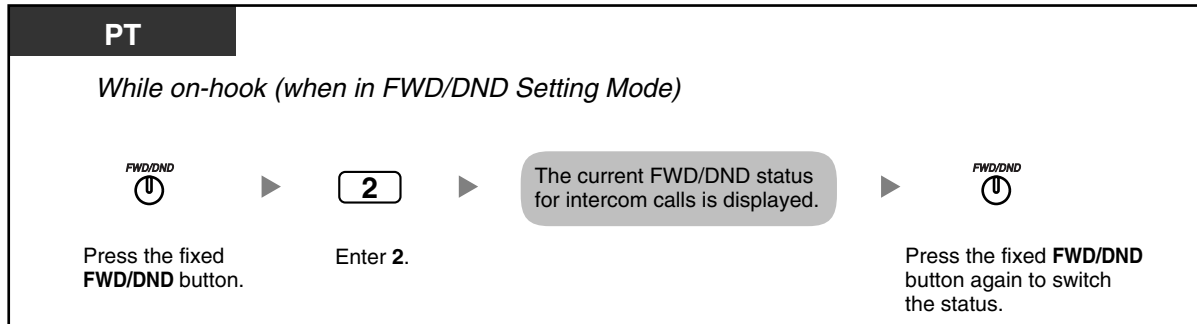 PT
While on-hook (when in FWD/DND Setting Mode)
FWD/DND
2
The current FWD/DND status
for intercom calls is displayed.
FWD/DND
Press the fixed
FWD/DND button.
Enter 2.
Press the fixed FWD/DND
button again to switch
the status.